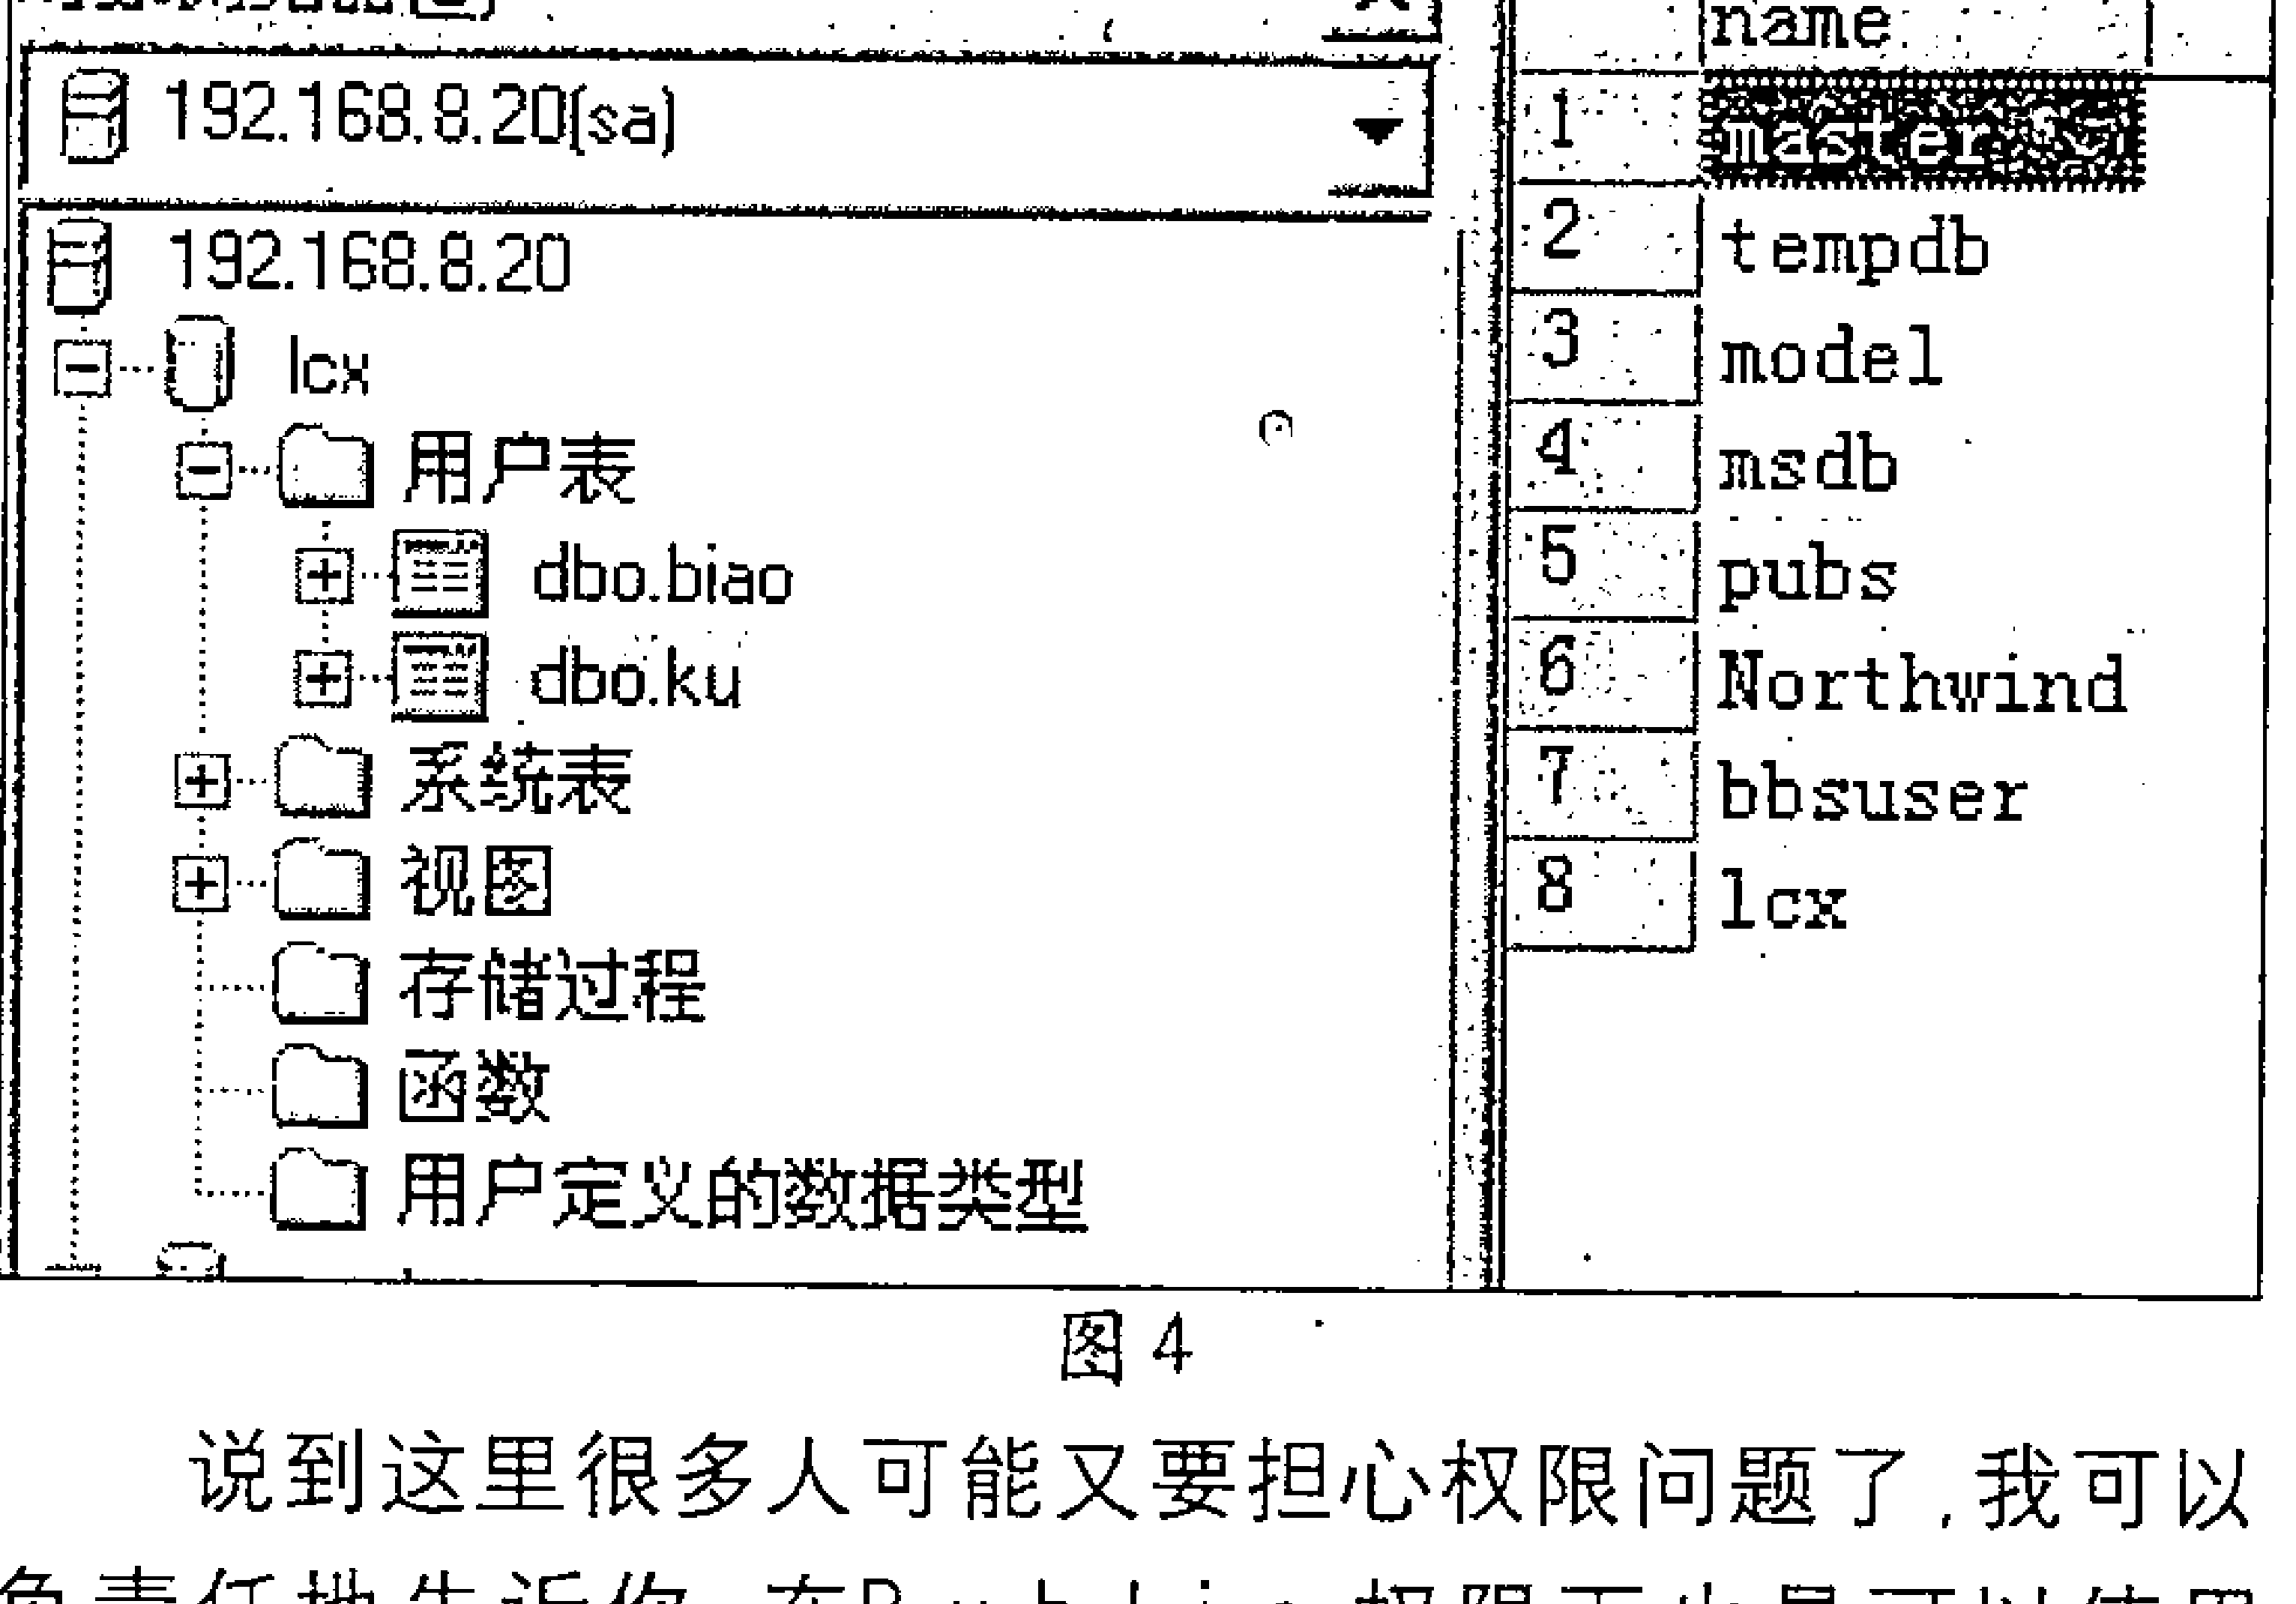 192.168.8.20(sa)
192.168.8.20
lcx
用户表
dbo.biao
dbo.ku
系统表
视图
存储过程
函数
用户定义的数据类型
name
1 master
2 tempdb
3 model
4 msdb
5 pubs
6 Northwind
7 bbsuser
8 lcx
图 4
说到这里很多人可能又要担心权限问题了,我可以